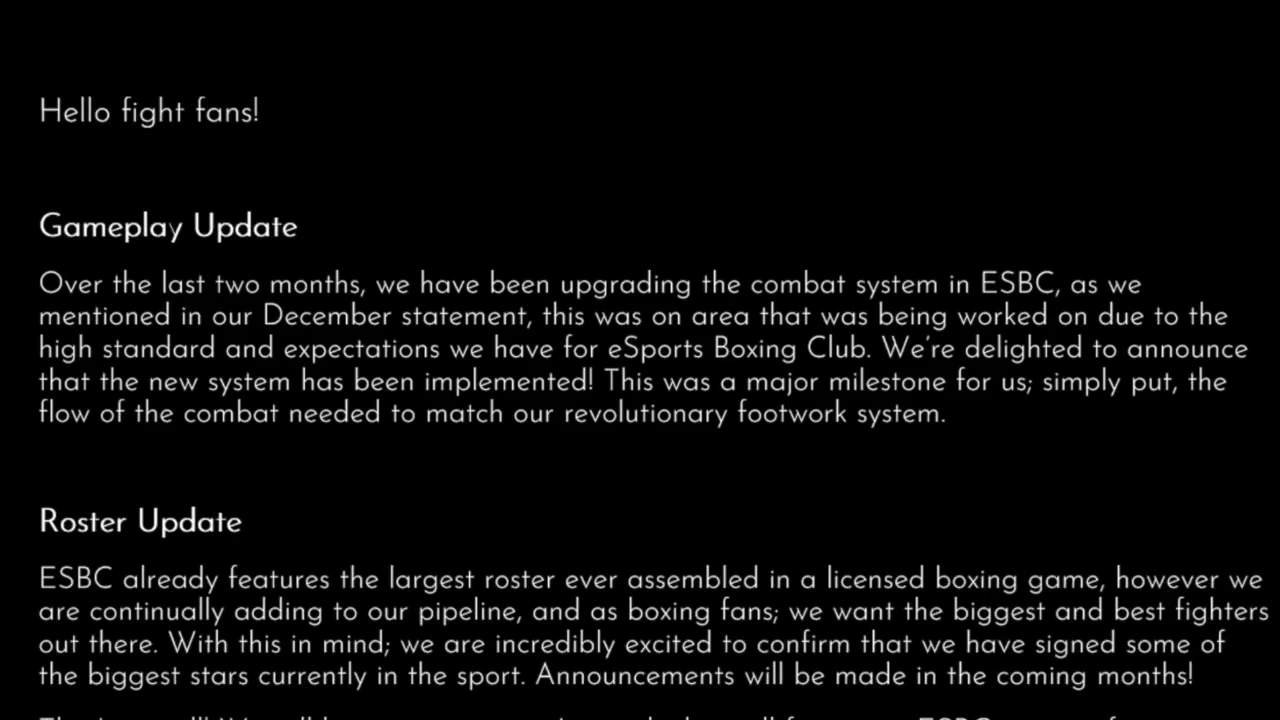 Hello fight fans!
Gameplay Update
Over the last two months, we have been upgrading the combat system in ESBC, as we
mentioned in our December statement, this was on area that was being worked on due to the
high standard and expectations we have for eSports Boxing Club. We're delighted to announce
that the new system has been implemented! This was a major milestone for us; simply put, the
flow of the combat needed to match our revolutionary footwork system.
Roster Update
ESBC already features the largest roster ever assembled in a licensed boxing game, however we
are continually adding to our pipeline, and as boxing fans; we want the biggest and best fighters
out there. With this in mind; we are incredibly excited to confirm that we have signed some of
the biggest stars currently in the sport. Announcements will be made in the coming months!